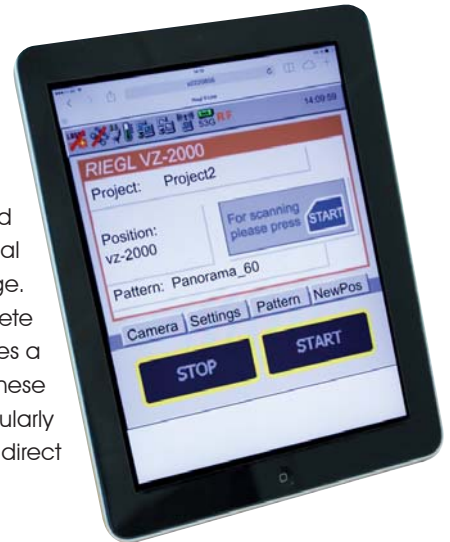 14:09:59
RIEGL VZ-2000
Project: Project2
Position:
vz-2000
For scanning
please press
START
Pattern: Panorama_60
Camera Settings Pattern NewPos
STOP START
al
ge.
ete
es a
hese
ularly
direct